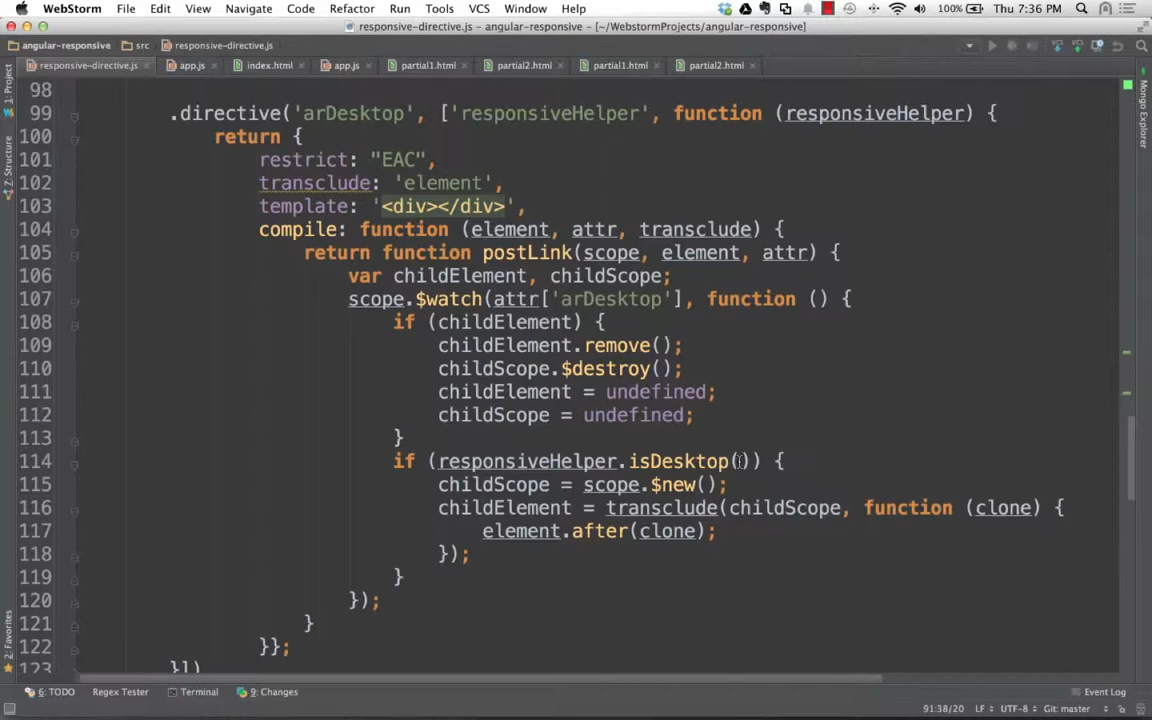 WebStorm File Edit View Navigate Code Refactor Run Tools VCS Window Help 100% Thu 7:36 PM
responsive-directive.js - angular-responsive - [~/WebstormProjects/angular-responsive]
angular-responsive src responsive-directive.js
responsive-directive.js app.js index.html app.js partial1.html partial2.html partial1.html partial2.html
1: Project
Z: Structure
2: Favorites
Mongo Explorer
98
99 .directive('arDesktop', ['responsiveHelper', function (responsiveHelper) {
100 return {
101 restrict: "EAC",
102 transclude: 'element',
103 template: '<div></div>',
104 compile: function (element, attr, transclude) {
105 return function postLink(scope, element, attr) {
106 var childElement, childScope;
107 scope.$watch(attr['arDesktop'], function () {
108 if (childElement) {
109 childElement.remove();
110 childScope.$destroy();
111 childElement = undefined;
112 childScope = undefined;
113 }
114 if (responsiveHelper.isDesktop()) {
115 childScope = scope.$new();
116 childElement = transclude(childScope, function (clone) {
117 element.after(clone);
118 });
119 }
120 });
121 }
122 }};
123 }])
6: TODO Regex Tester Terminal 9: Changes Event Log
91:38/20 LF UTF-8 Git: master